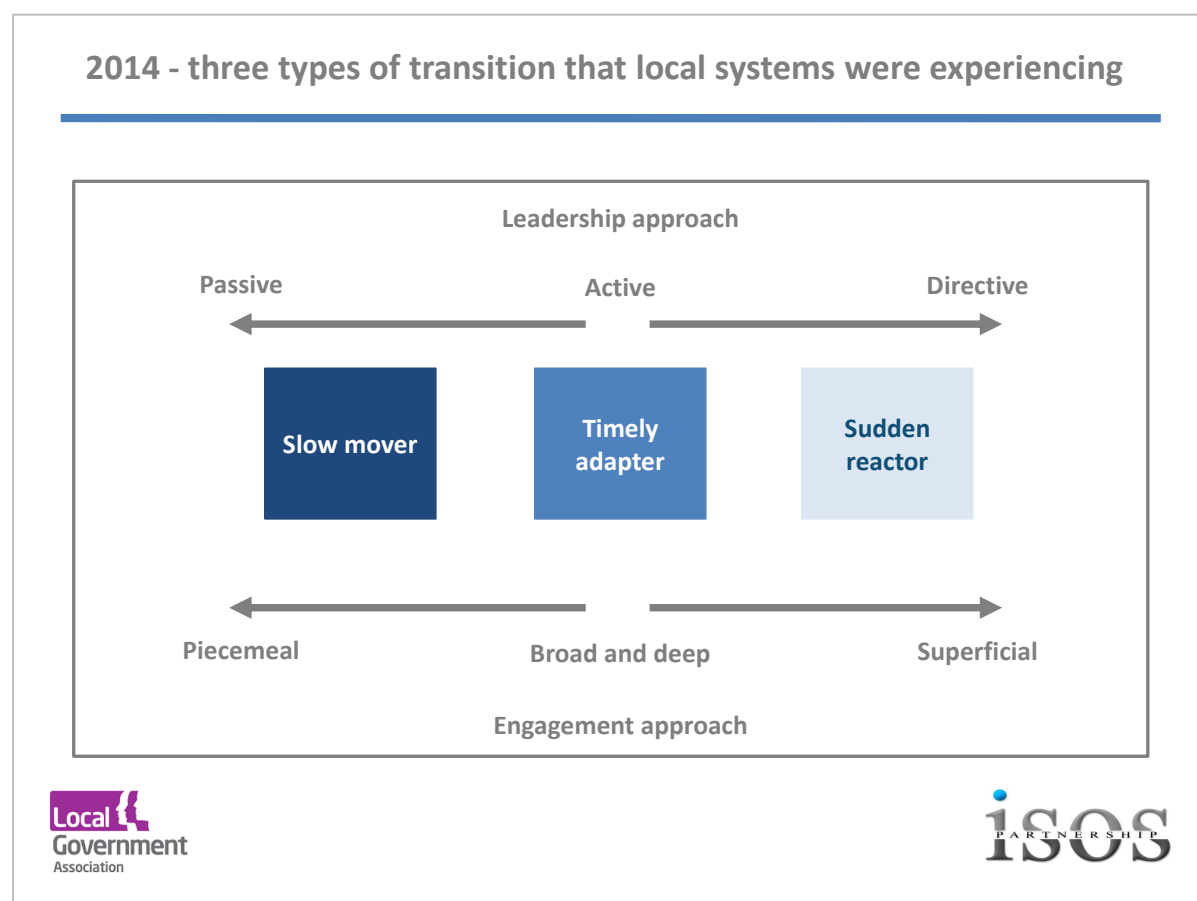 2014 - three types of transition that local systems were experiencing
Leadership approach
Passive
Active
Directive
Slow mover
Timely
adapter
Sudden
reactor
Piecemeal
Broad and deep
Superficial
Engagement approach
Local
Government
Association
isos
PARTNERSHIP